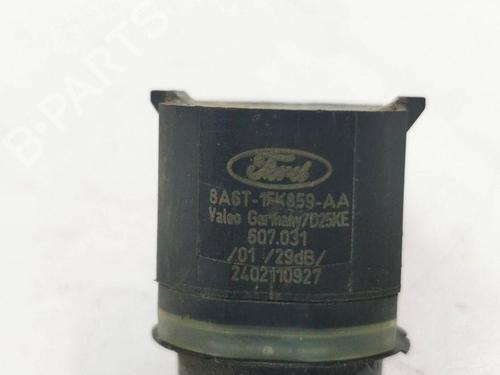 B-PARTS
Ford
8A6T-15K859-AA
Valeo Germany/D25KE
607.031
/01 /29dB/
2402110927